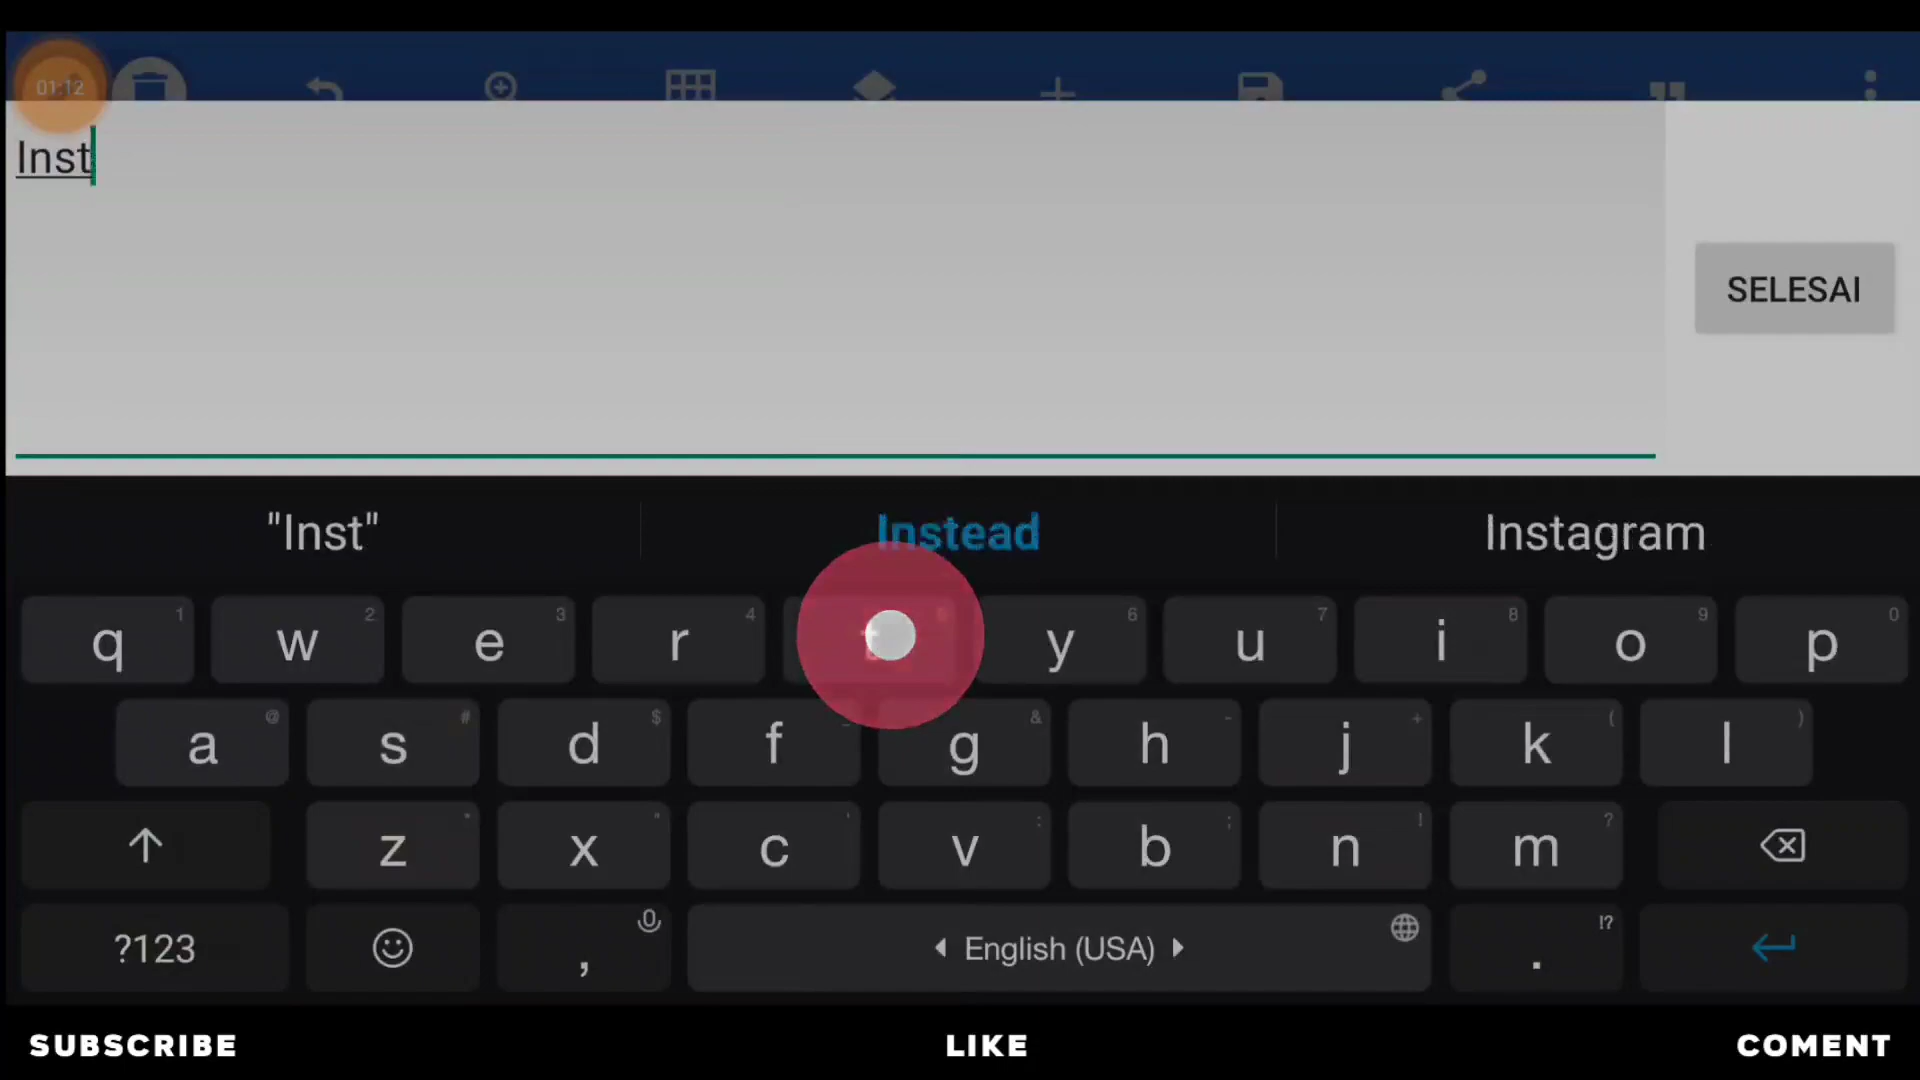 01:12
Inst
SELESAI
"Inst" Instead Instagram
q 1 w 2 e 3 r 4 y 6 u 7 i 8 o 9 p 0
a @ s # d $ f g & h - j + k ( l )
z x " c ' v : b ; n ! m ?
?123 , English (USA) . !?
SUBSCRIBE LIKE COMENT